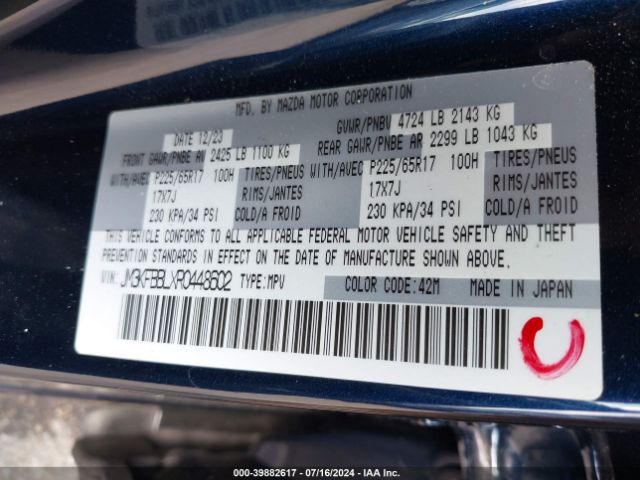 MFD. BY MAZDA MOTOR CORPORATION
DATE 12/23 GVWR/PNBV 4724 LB 2143 KG
FRONT GAWR/PNBE AV 2425 LB 1100 KG REAR GAWR/PNBE AR 2299 LB 1043 KG
WITH/AVEC P225/65R17 100H TIRES/PNEUS WITH/AVEC P225/65R17 100H TIRES/PNEUS
17X7J RIMS/JANTES 17X7J RIMS/JANTES
230 KPA/34 PSI COLD/A FROID 230 KPA/34 PSI COLD/A FROID
THIS VEHICLE CONFORMS TO ALL APPLICABLE FEDERAL MOTOR VEHICLE SAFETY AND THEFT
PREVENTION STANDARDS IN EFFECT ON THE DATE OF MANUFACTURE SHOWN ABOVE.
VIN: JM3KFBBLXR0448602 TYPE:MPV COLOR CODE:42M MADE IN JAPAN
000-39882617 - 07/16/2024 - IAA Inc.